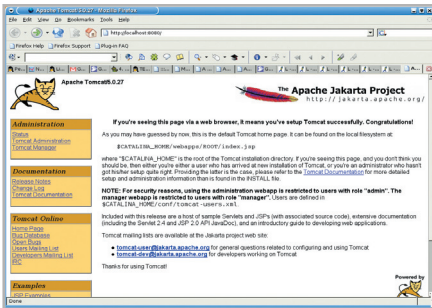 Apache Tomcat/5.0.27 - Mozilla Firefox
File Edit View Go Bookmarks Tools Help
http://localhost:8080/
Firefox Help Firefox Support Plug-in FAQ
Apache Tomcat/5.0.27
The Apache Jakarta Project
http://jakarta.apache.org/
Administration
Status
Tomcat Administration
Tomcat Manager
Documentation
Release Notes
Change Log
Tomcat Documentation
Tomcat Online
Home Page
Bug Database
Open Bugs
Users Mailing List
Developers Mailing List
IRC
Examples
JSP Examples
If you're seeing this page via a web browser, it means you've setup Tomcat successfully. Congratulations!
As you may have guessed by now, this is the default Tomcat home page. It can be found on the local filesystem at:
$CATALINA_HOME/webapps/ROOT/index.jsp
where "$CATALINA_HOME" is the root of the Tomcat installation directory. If you're seeing this page, and you don't think you
should be, then either you're either a user who has arrived at new installation of Tomcat, or you're an administrator who hasn't
got his/her setup quite right. Providing the latter is the case, please refer to the Tomcat Documentation for more detailed
setup and administration information than is found in the INSTALL file.
NOTE: For security reasons, using the administration webapp is restricted to users with role "admin". The
manager webapp is restricted to users with role "manager". Users are defined in
$CATALINA_HOME/conf/tomcat-users.xml.
Included with this release are a host of sample Servlets and JSPs (with associated source code), extensive documentation
(including the Servlet 2.4 and JSP 2.0 API JavaDoc), and an introductory guide to developing web applications.
Tomcat mailing lists are available at the Jakarta project web site:
tomcat-user@jakarta.apache.org for general questions related to configuring and using Tomcat
tomcat-dev@jakarta.apache.org for developers working on Tomcat
Thanks for using Tomcat!
Powered by
Done